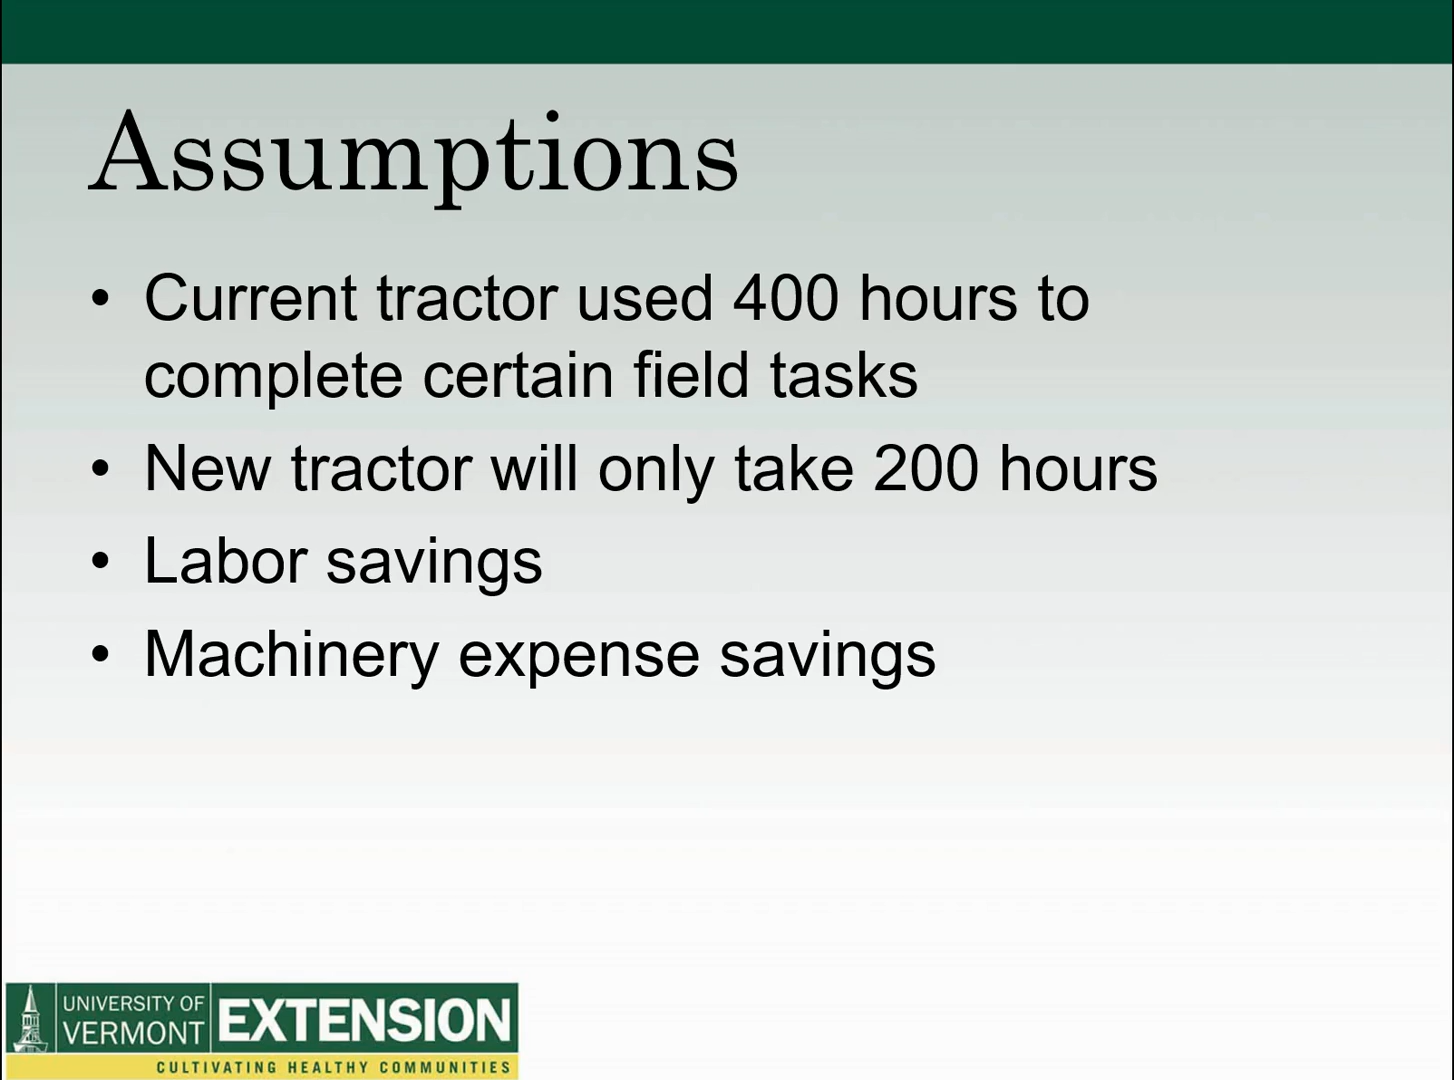 Assumptions
• Current tractor used 400 hours to
complete certain field tasks
• New tractor will only take 200 hours
• Labor savings
• Machinery expense savings
UNIVERSITY OF
VERMONT
EXTENSION
CULTIVATING HEALTHY COMMUNITIES